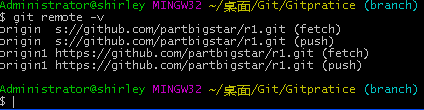 Administrator@shirley MINGW32 ~/桌面/Git/Gitpratice (branch)
$ git remote -v
origin  s://github.com/partbigstar/r1.git (fetch)
origin  s://github.com/partbigstar/r1.git (push)
origin1 https://github.com/partbigstar/r1.git (fetch)
origin1 https://github.com/partbigstar/r1.git (push)
Administrator@shirley MINGW32 ~/桌面/Git/Gitpratice (branch)
$